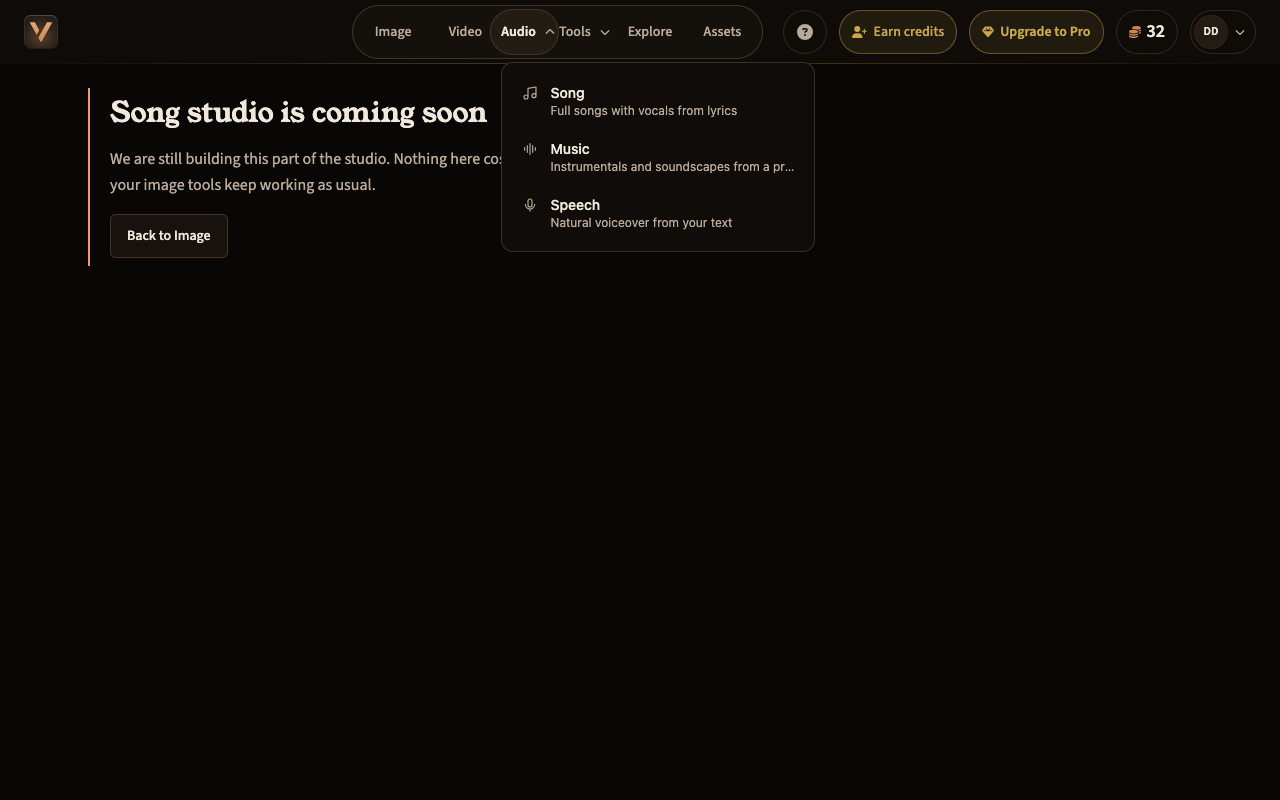 Image Video Audio Tools Explore Assets ? Earn credits Upgrade to Pro 32 DD
Song studio is coming soon
We are still building this part of the studio. Nothing here cos
your image tools keep working as usual.
Back to Image
Song
Full songs with vocals from lyrics
Music
Instrumentals and soundscapes from a pr...
Speech
Natural voiceover from your text